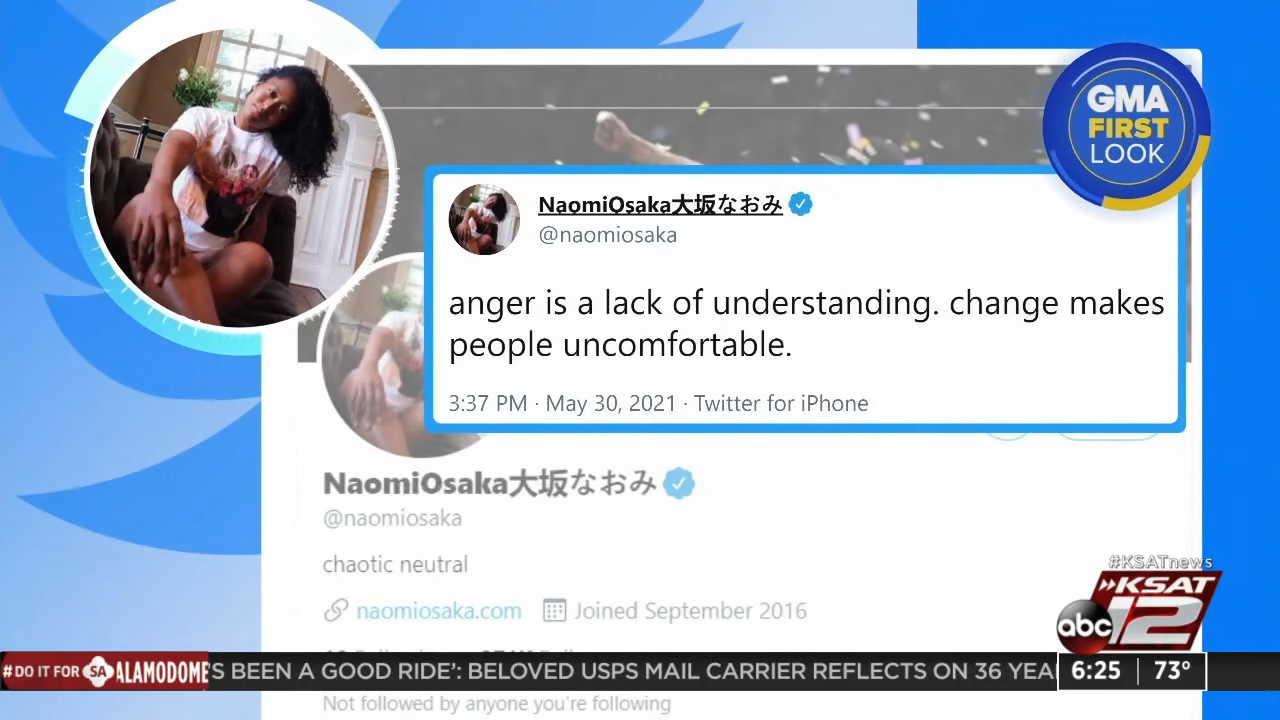 GMA
FIRST
LOOK
NaomiOsaka大坂なおみ
@naomiosaka
anger is a lack of understanding. change makes
people uncomfortable.
3:37 PM · May 30, 2021 · Twitter for iPhone
NaomiOsaka大坂なおみ
@naomiosaka
chaotic neutral
naomiosaka.com Joined September 2016
Not followed by anyone you're following
#KSATnews
KSAT
abc 12
#DO IT FOR SA ALAMODOME 'S BEEN A GOOD RIDE': BELOVED USPS MAIL CARRIER REFLECTS ON 36 YEA 6:25 73°